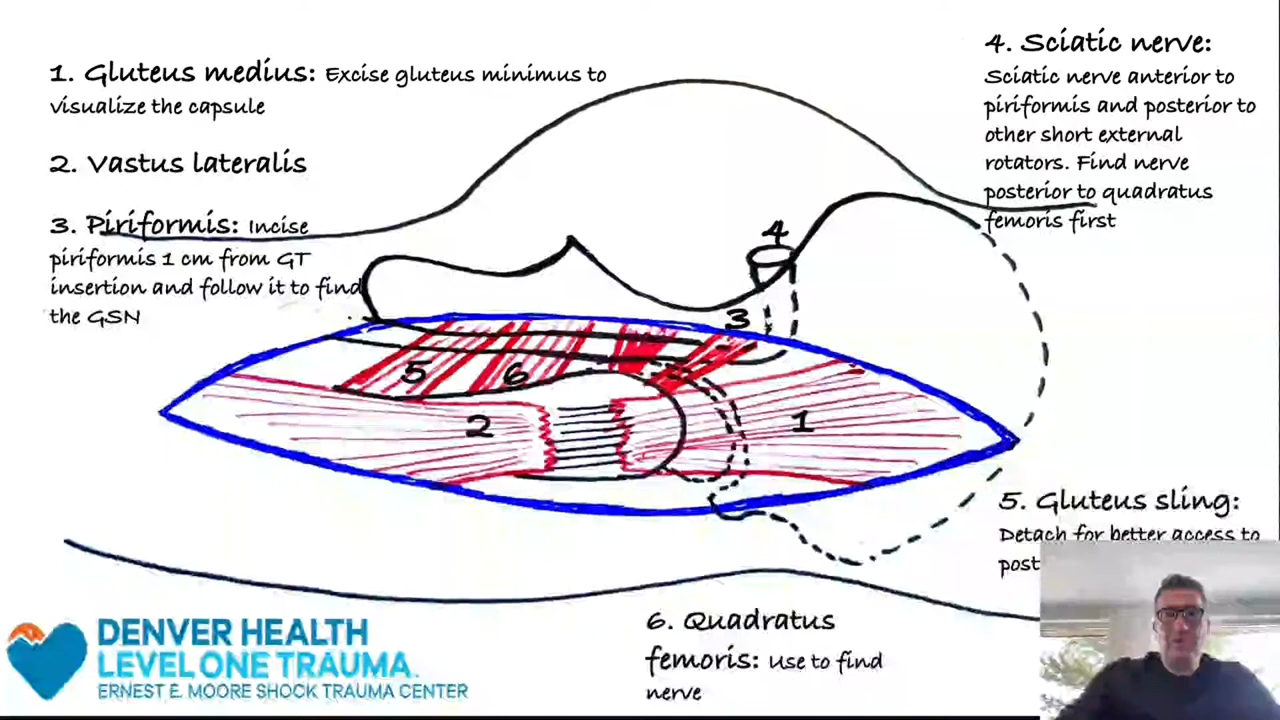 1. Gluteus medius: Excise gluteus minimus to
visualize the capsule
2. Vastus lateralis
3. Piriformis: Incise
piriformis 1 cm from GT
insertion and follow it to find
the GSN
4. Sciatic nerve:
Sciatic nerve anterior to
piriformis and posterior to
other short external
rotators. Find nerve
posterior to quadratus
femoris first
4
3
5
6
2
1
5. Gluteus sling:
Detach for better access to
post
6. Quadratus
femoris: Use to find
nerve
DENVER HEALTH
LEVEL ONE TRAUMA
ERNEST E. MOORE SHOCK TRAUMA CENTER